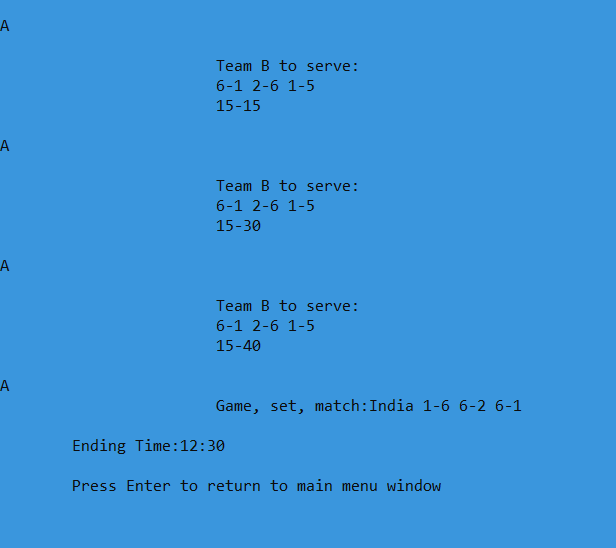 A
Team B to serve:
6-1 2-6 1-5
15-15
A
Team B to serve:
6-1 2-6 1-5
15-30
A
Team B to serve:
6-1 2-6 1-5
15-40
A
Game, set, match:India 1-6 6-2 6-1
Ending Time:12:30
Press Enter to return to main menu window